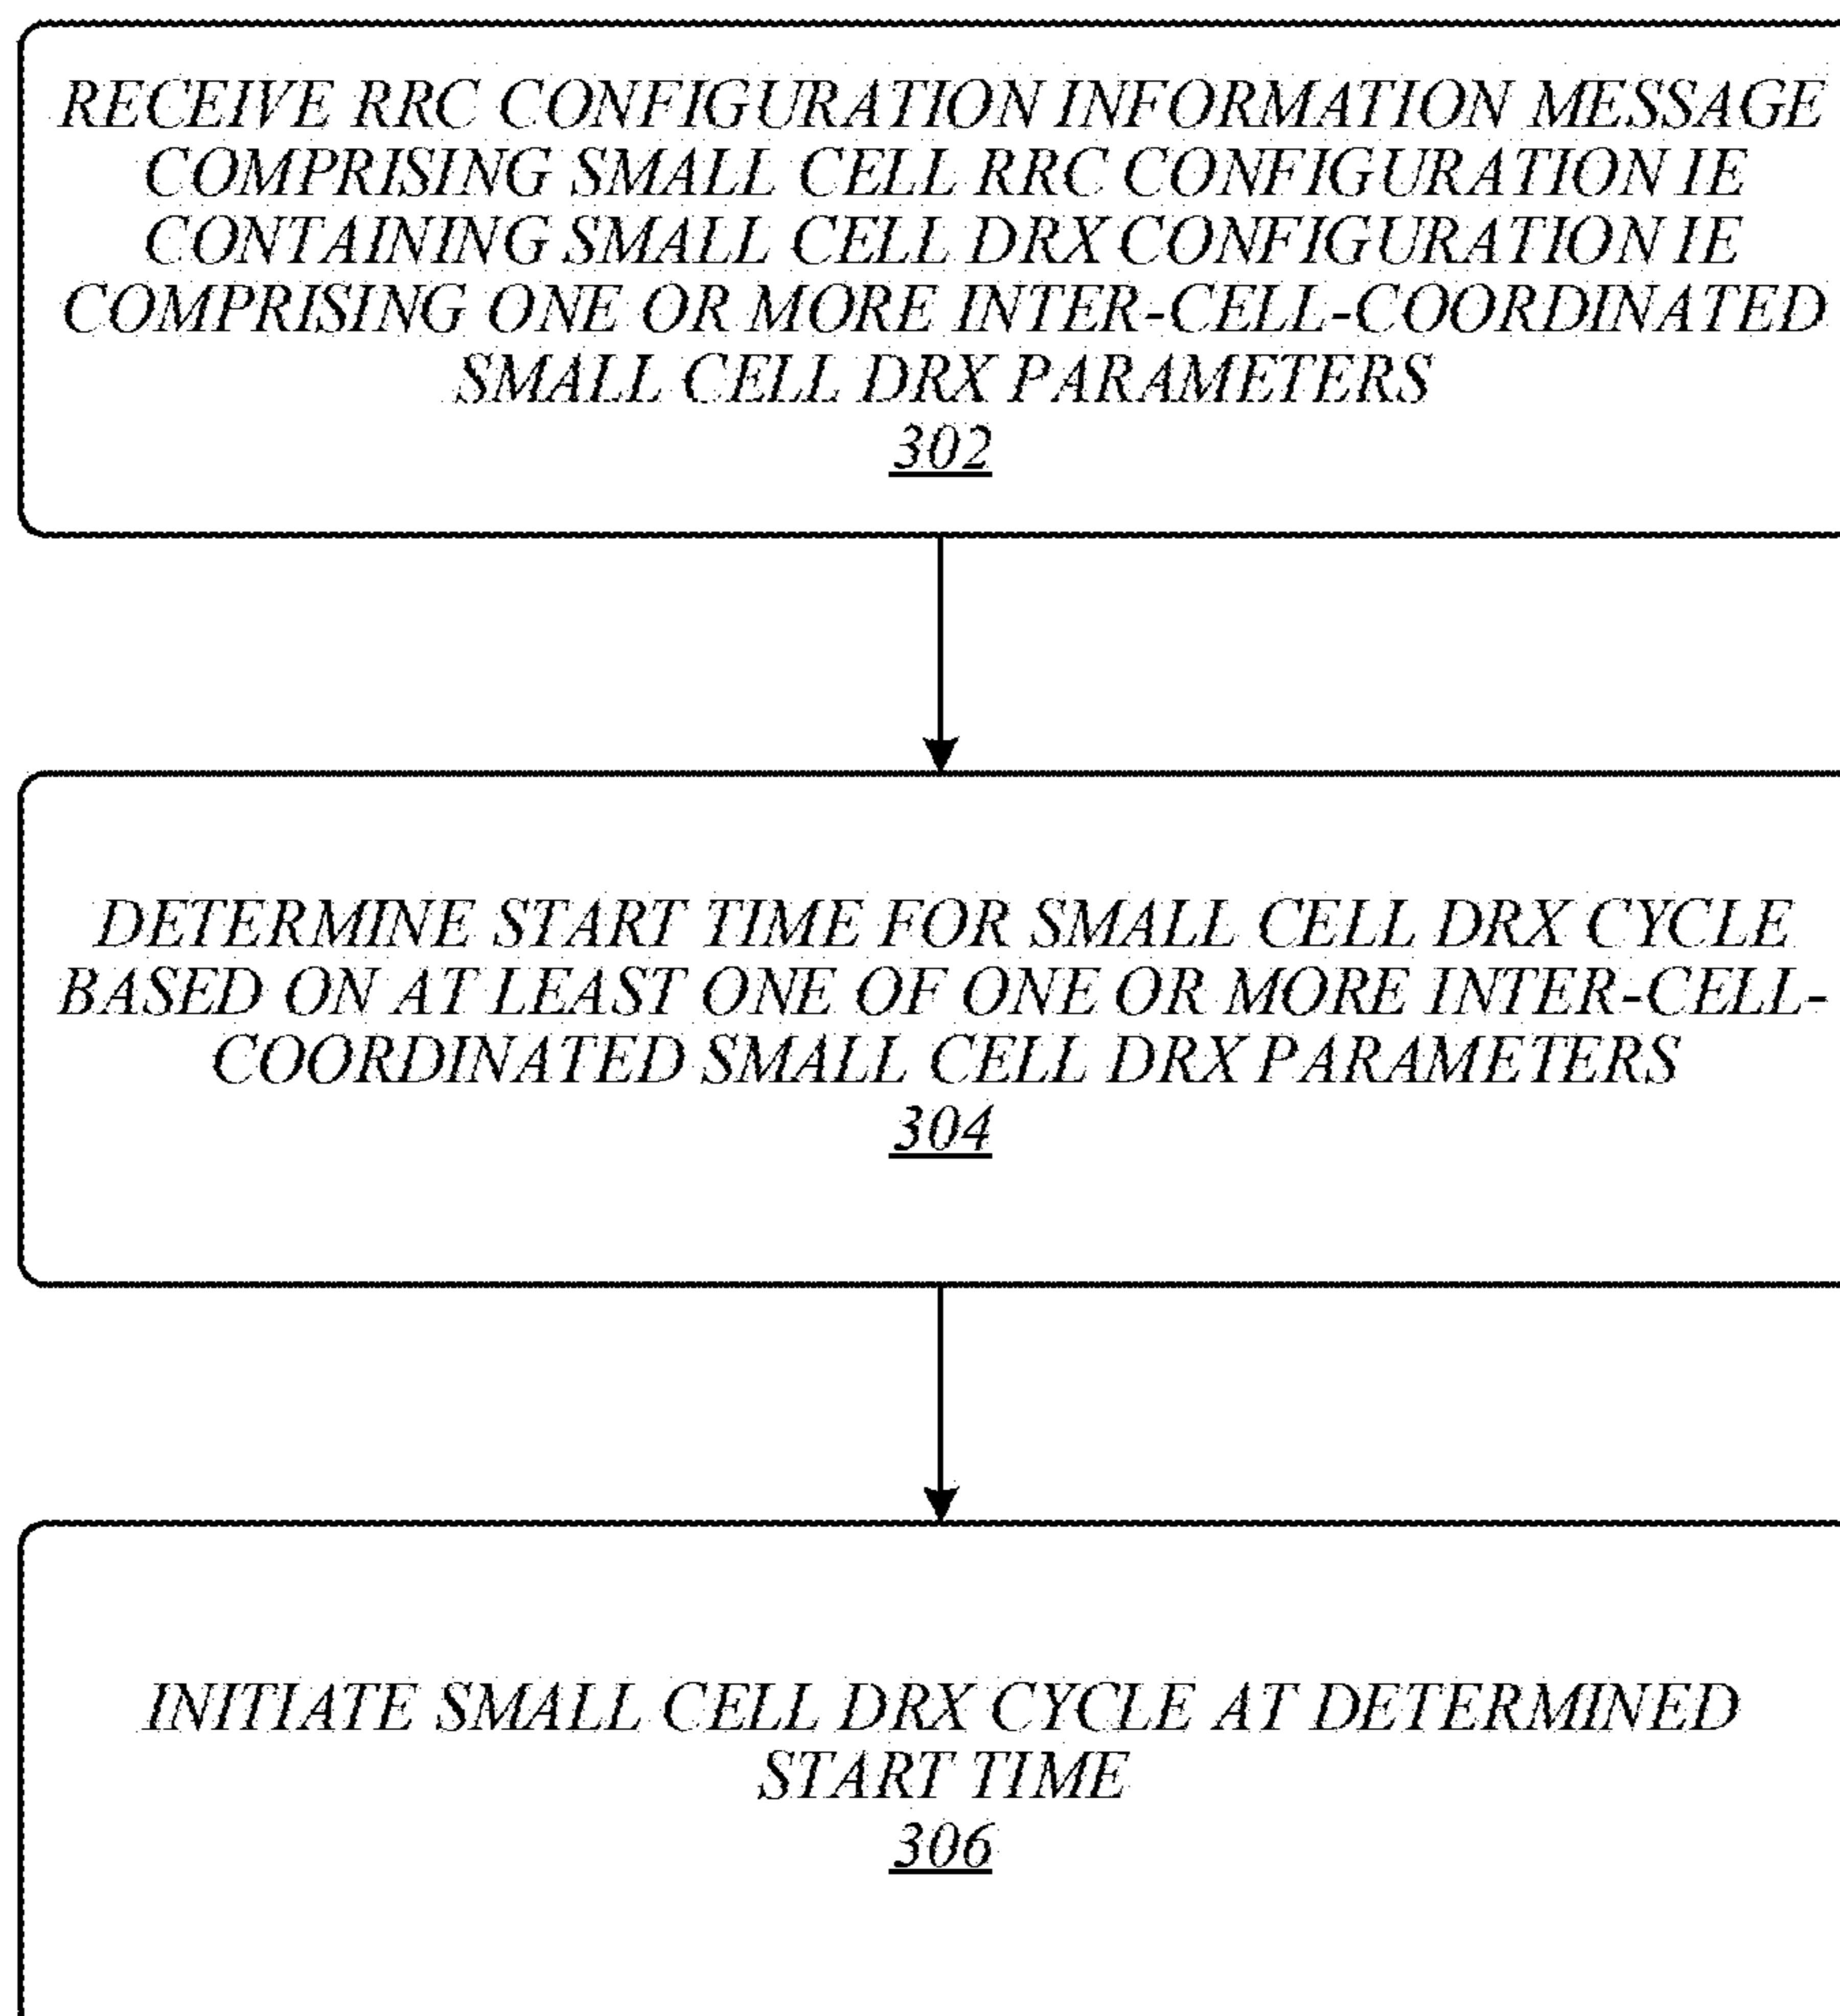 RECEIVE RRC CONFIGURATION INFORMATION MESSAGE
COMPRISING SMALL CELL RRC CONFIGURATION IE
CONTAINING SMALL CELL DRX CONFIGURATION IE
COMPRISING ONE OR MORE INTER-CELL-COORDINATED
SMALL CELL DRX PARAMETERS
302
DETERMINE START TIME FOR SMALL CELL DRX CYCLE
BASED ON AT LEAST ONE OF ONE OR MORE INTER-CELL-
COORDINATED SMALL CELL DRX PARAMETERS
304
INITIATE SMALL CELL DRX CYCLE AT DETERMINED
START TIME
306